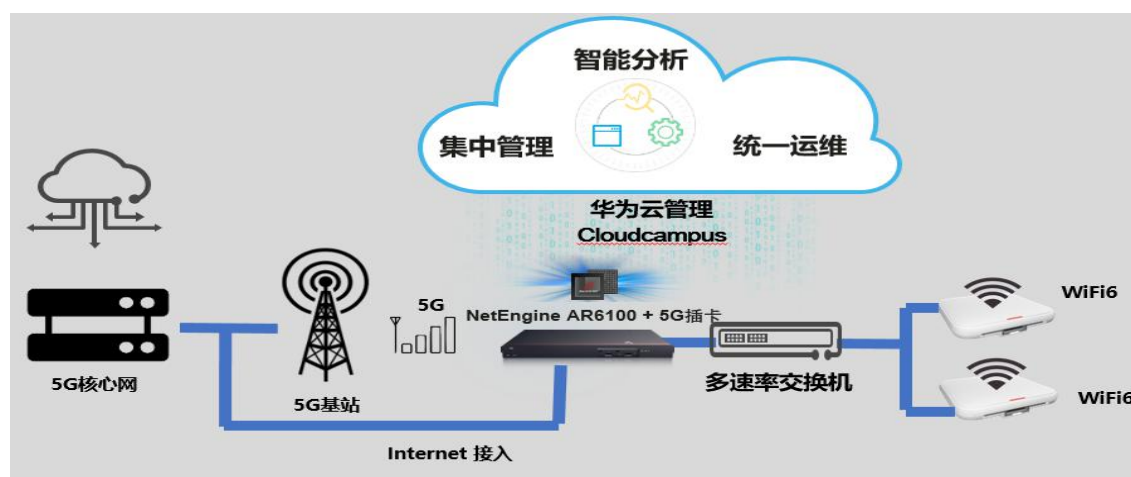 智能分析
集中管理
统一运维
华为云管理
Cloudcampus
5G
NetEngine AR6100 + 5G插卡
WiFi6
5G核心网
5G基站
多速率交换机
WiFi6
Internet 接入